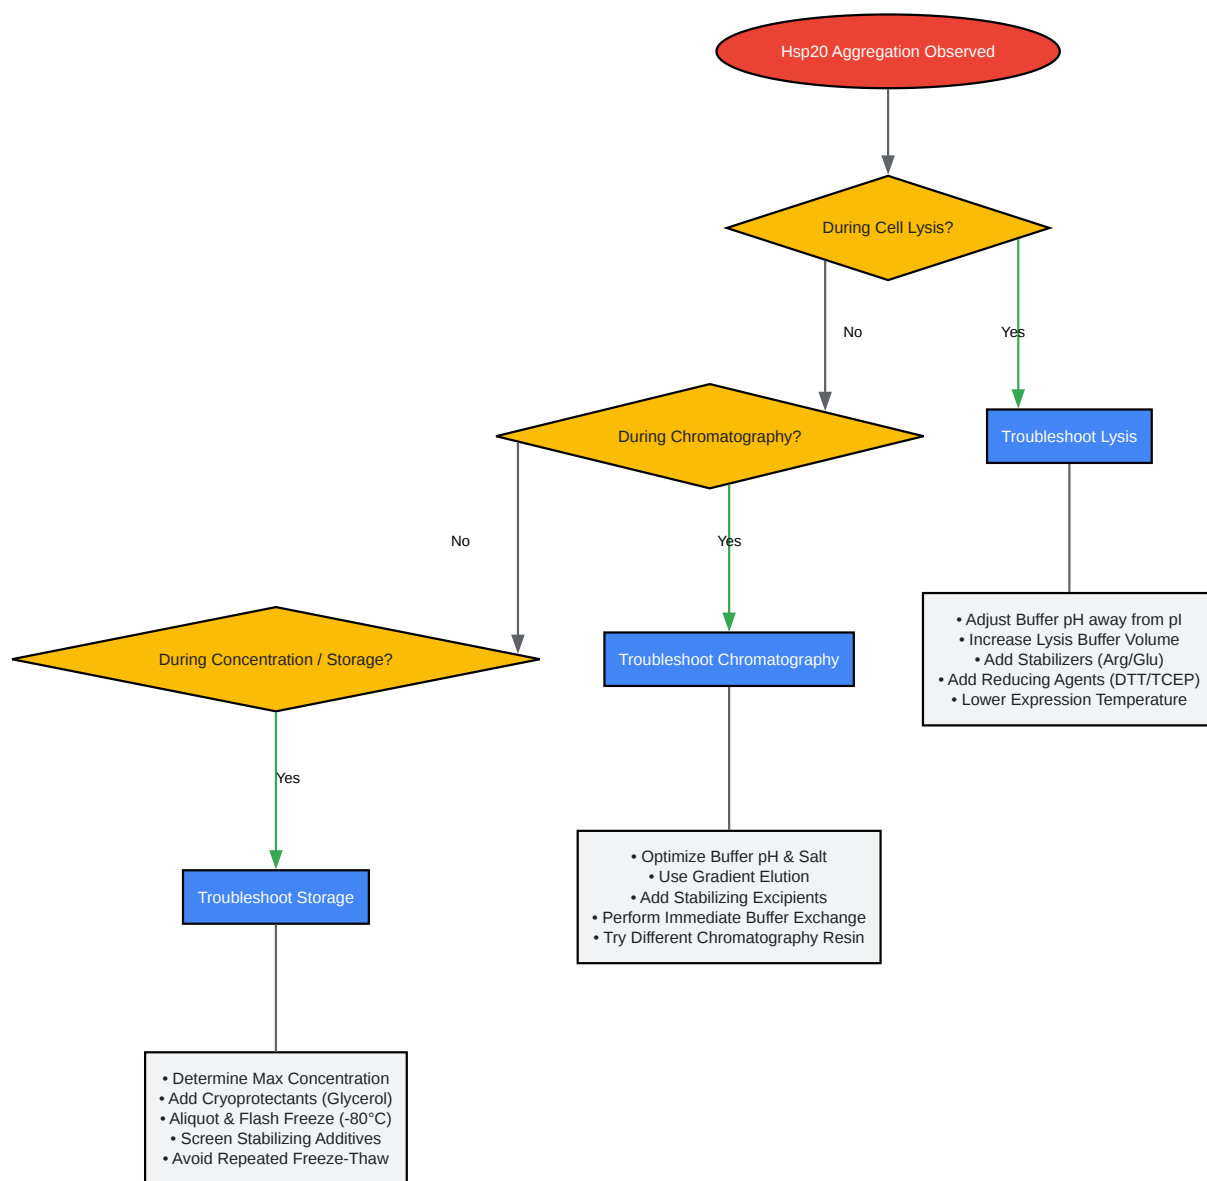 Hsp20 Aggregation Observed
During Cell Lysis?
No
Yes
During Chromatography?
Troubleshoot Lysis
No
Yes
• Adjust Buffer pH away from pI
• Increase Lysis Buffer Volume
• Add Stabilizers (Arg/Glu)
• Add Reducing Agents (DTT/TCEP)
• Lower Expression Temperature
During Concentration / Storage?
Troubleshoot Chromatography
Yes
• Optimize Buffer pH & Salt
• Use Gradient Elution
• Add Stabilizing Excipients
• Perform Immediate Buffer Exchange
• Try Different Chromatography Resin
Troubleshoot Storage
• Determine Max Concentration
• Add Cryoprotectants (Glycerol)
• Aliquot & Flash Freeze (-80°C)
• Screen Stabilizing Additives
• Avoid Repeated Freeze-Thaw